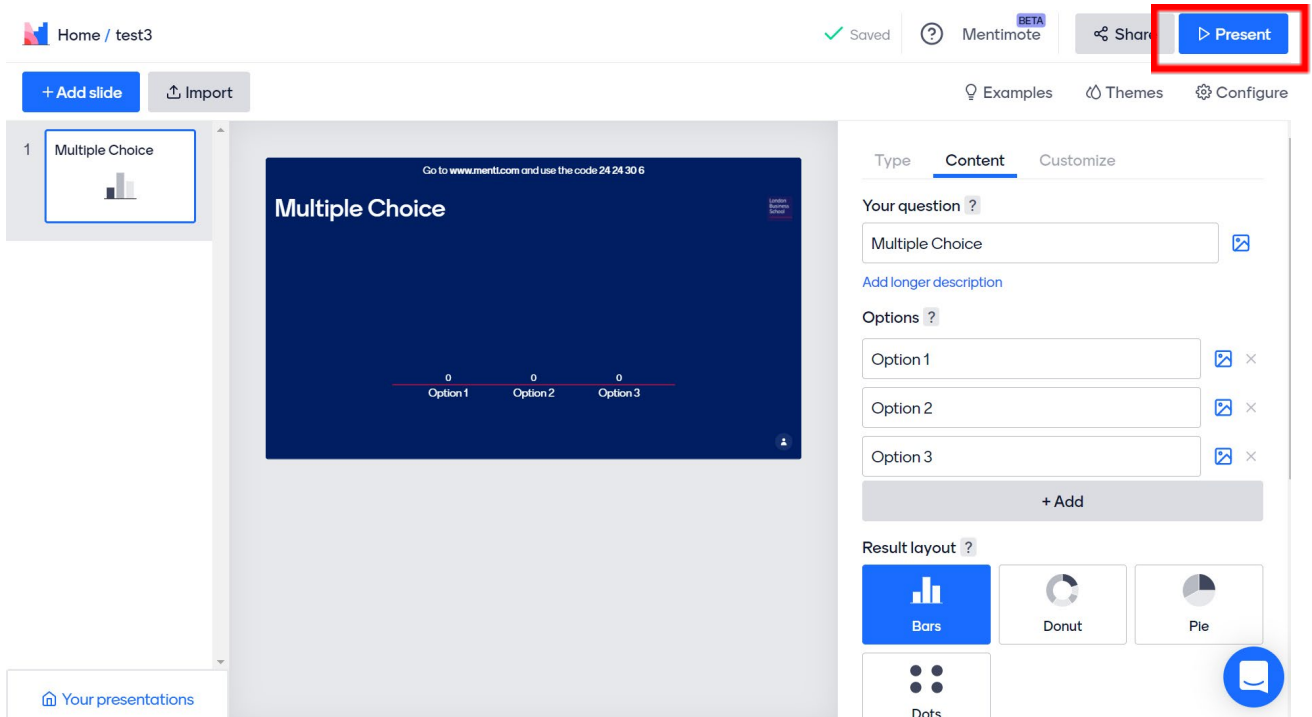 Home / test3
Saved
?
Mentimote
BETA
Share
Present
+ Add slide
Import
Examples
Themes
Configure
1
Multiple Choice
Go to www.menti.com and use the code 24 24 30 6
Multiple Choice
London
Business
School
0 0 0
Option 1 Option 2 Option 3
Type Content Customize
Your question ?
Multiple Choice
Add longer description
Options ?
Option 1
Option 2
Option 3
+ Add
Result layout ?
Bars Donut Pie
Dots
Your presentations